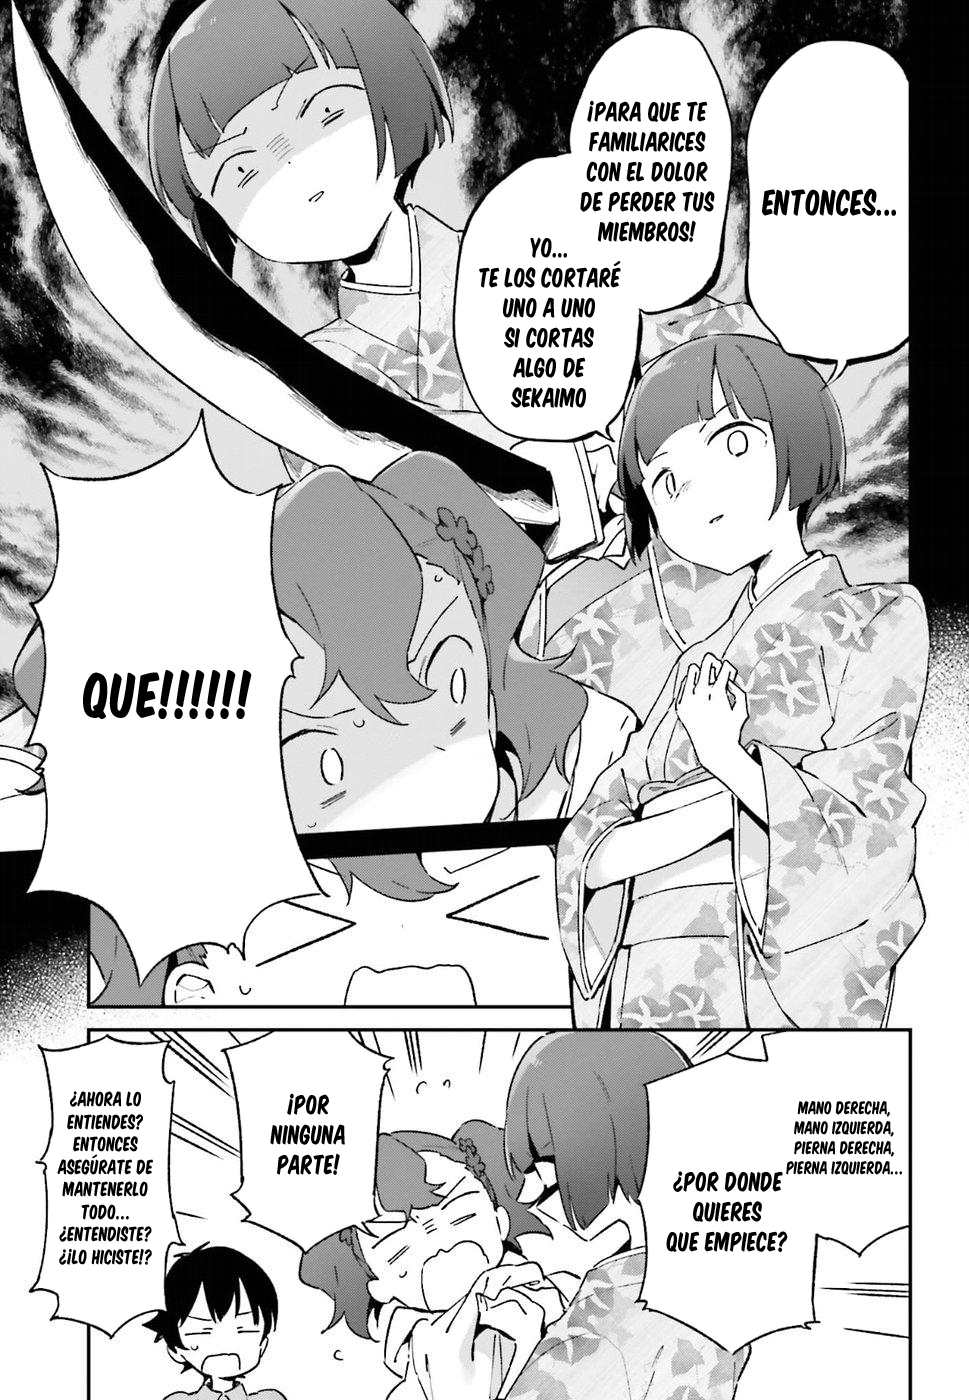 ENTONCES...
¡PARA QUE TE
FAMILIARICES
CON EL DOLOR
DE PERDER TUS
MIEMBROS!
YO...
TE LOS CORTARÉ
UNO A UNO
SI CORTAS
ALGO DE
SEKAIMO
QUE!!!!!!
MANO DERECHA,
MANO IZQUIERDA,
PIERNA DERECHA,
PIERNA IZQUIERDA...
¿POR DONDE
QUIERES
QUE EMPIECE?
¡POR
NINGUNA
PARTE!
¿AHORA LO
ENTIENDES?
ENTONCES
ASEGÚRATE DE
MANTENERLO
TODO...
¿ENTENDISTE?
¿¡LO HICISTE!?